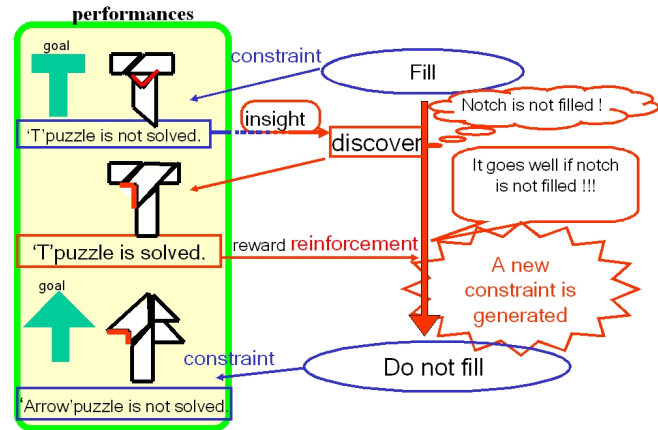 performances
goal
constraint
Fill
Notch is not filled !
'T'puzzle is not solved.
insight
discover
It goes well if notch
is not filled !!!
'T'puzzle is solved.
reward reinforcement
A new
constraint is
generated
goal
constraint
Do not fill
'Arrow'puzzle is not solved.